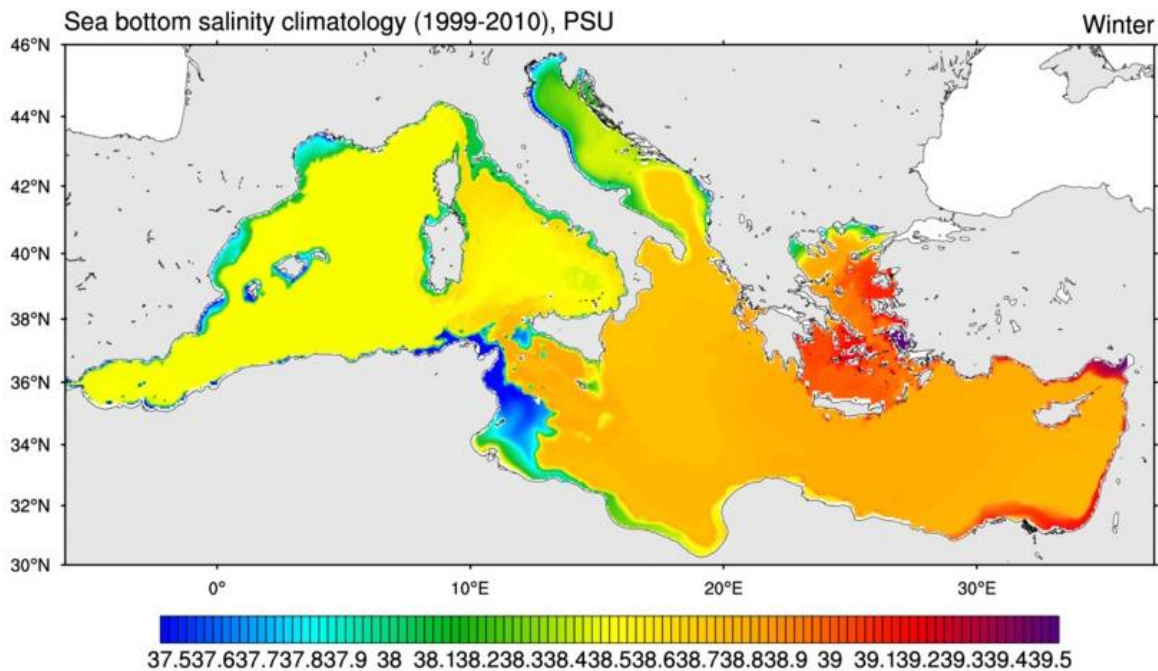 Sea bottom salinity climatology (1999-2010), PSU Winter
46°N
44°N
42°N
40°N
38°N
36°N
34°N
32°N
30°N
0° 10°E 20°E 30°E
37.537.637.737.837.9 38 38.138.238.338.438.538.638.738.838.9 39 39.139.239.339.439.5